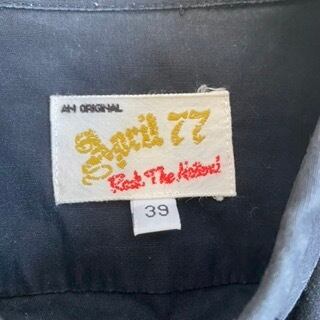 AN ORIGINAL
April 77
Rock The Nation!
39